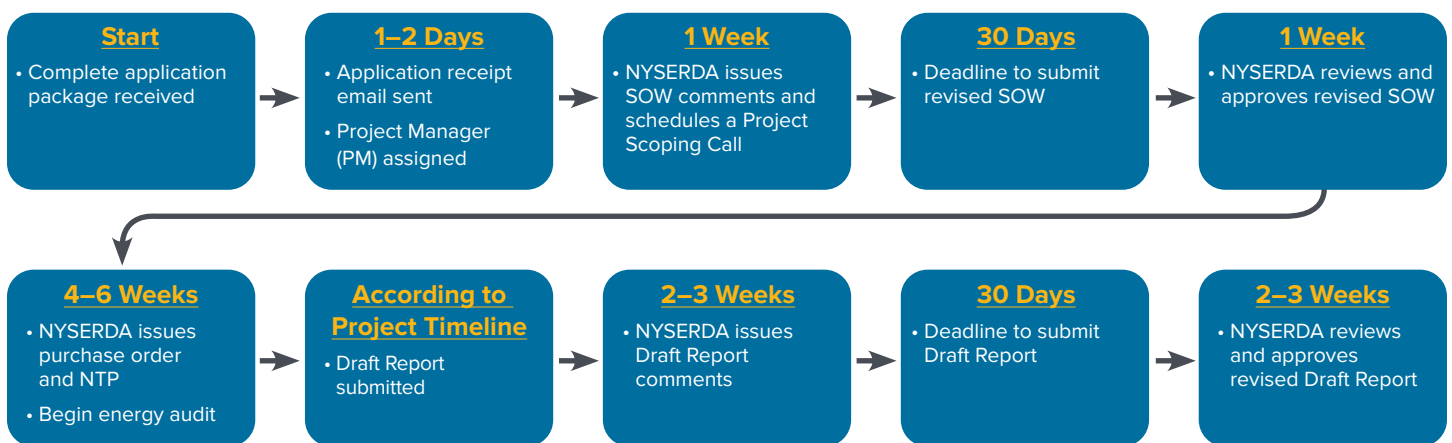 Start
• Complete application
package received
1–2 Days
• Application receipt
email sent
• Project Manager
(PM) assigned
1 Week
• NYSERDA issues
SOW comments and
schedules a Project
Scoping Call
30 Days
• Deadline to submit
revised SOW
1 Week
• NYSERDA reviews and
approves revised SOW
4–6 Weeks
• NYSERDA issues
purchase order
and NTP
• Begin energy audit
According to
Project Timeline
• Draft Report
submitted
2–3 Weeks
• NYSERDA issues
Draft Report
comments
30 Days
• Deadline to submit
Draft Report
2–3 Weeks
• NYSERDA reviews
and approves
revised Draft Report